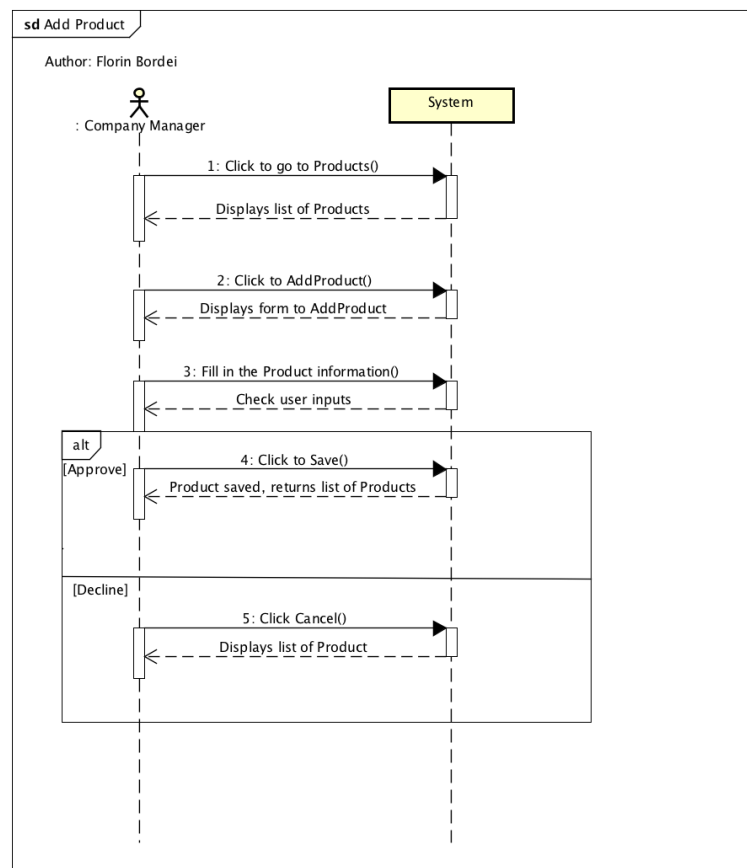 sd Add Product
Author: Florin Bordei
: Company Manager
System
1: Click to go to Products()
Displays list of Products
2: Click to AddProduct()
Displays form to AddProduct
3: Fill in the Product information()
Check user inputs
alt
[Approve]
4: Click to Save()
Product saved, returns list of Products
[Decline]
5: Click Cancel()
Displays list of Product